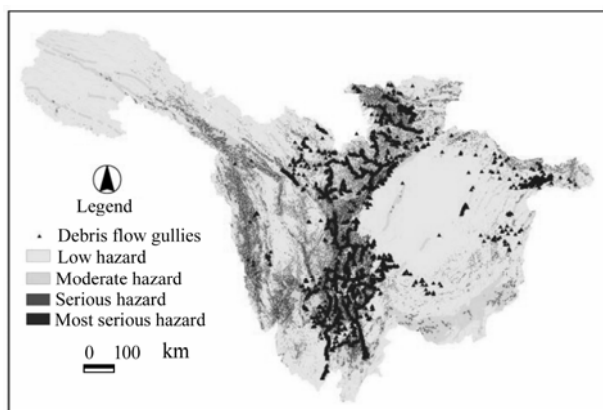 Legend
Debris flow gullies
Low hazard
Moderate hazard
Serious hazard
Most serious hazard
0 100 km